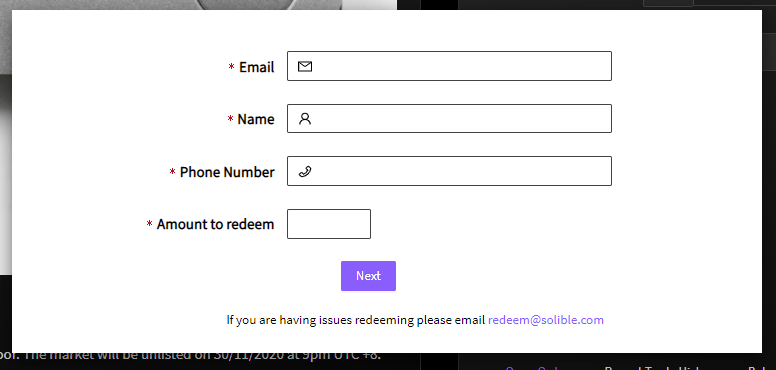 * Email
* Name
* Phone Number
* Amount to redeem
Next
If you are having issues redeeming please email redeem@solible.com
The market will be unlisted on 30/11/2020 at 9pm UTC +8.